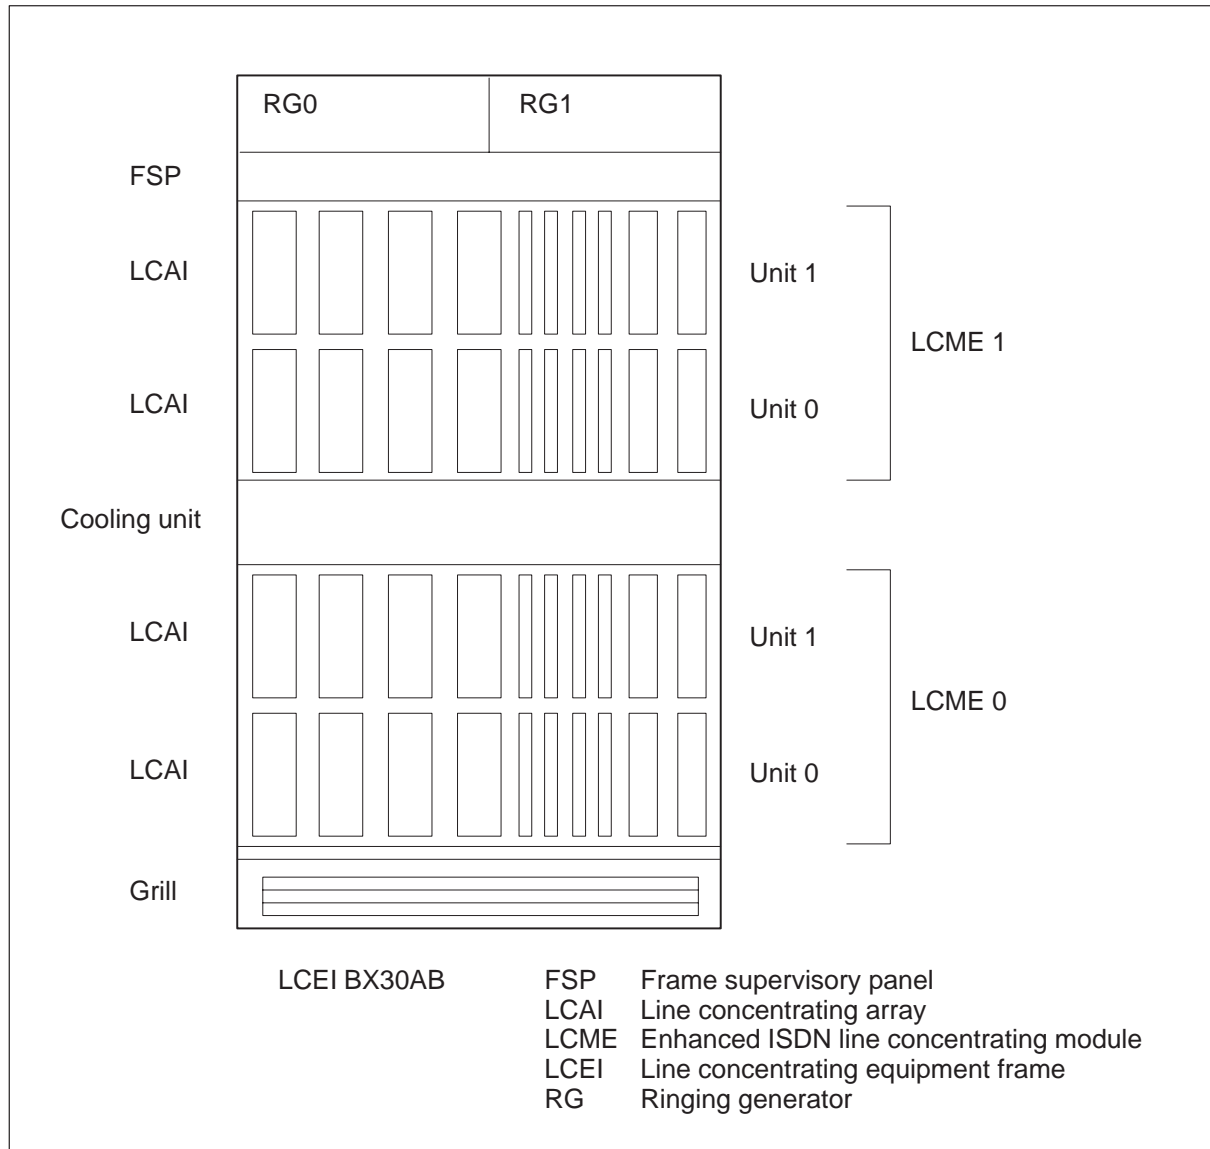 RG0 RG1
FSP
LCAI Unit 1
LCME 1
LCAI Unit 0
Cooling unit
LCAI Unit 1
LCME 0
LCAI Unit 0
Grill
LCEI BX30AB FSP Frame supervisory panel
LCAI Line concentrating array
LCME Enhanced ISDN line concentrating module
LCEI Line concentrating equipment frame
RG Ringing generator